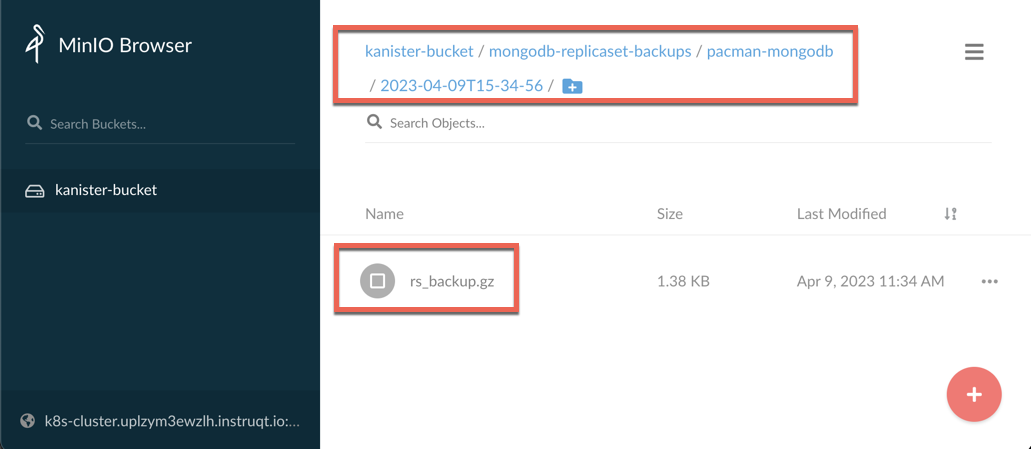 MinIO Browser
Search Buckets...
kanister-bucket
k8s-cluster.uplzym3ewzlh.instruqt.io:...
kanister-bucket / mongodb-replicaset-backups / pacman-mongodb
/ 2023-04-09T15-34-56 /
Search Objects...
Name Size Last Modified
rs_backup.gz 1.38 KB Apr 9, 2023 11:34 AM